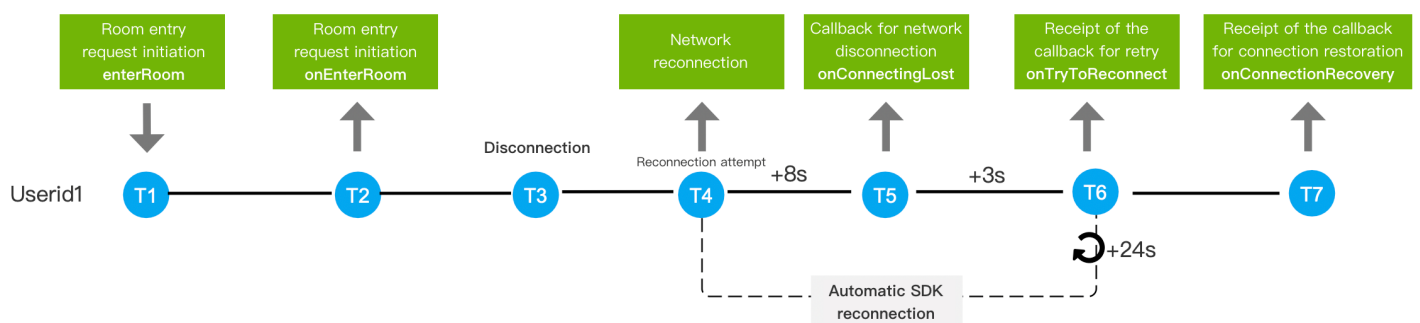 Room entry
request initiation
enterRoom
Room entry
request initiation
onEnterRoom
Network
reconnection
Callback for network
disconnection
onConnectingLost
Receipt of the
callback for retry
onTryToReconnect
Receipt of the callback
for connection restoration
onConnectionRecovery
Disconnection
Reconnection attempt
Userid1
T1
T2
T3
T4
+8s
T5
+3s
T6
T7
+24s
Automatic SDK
reconnection